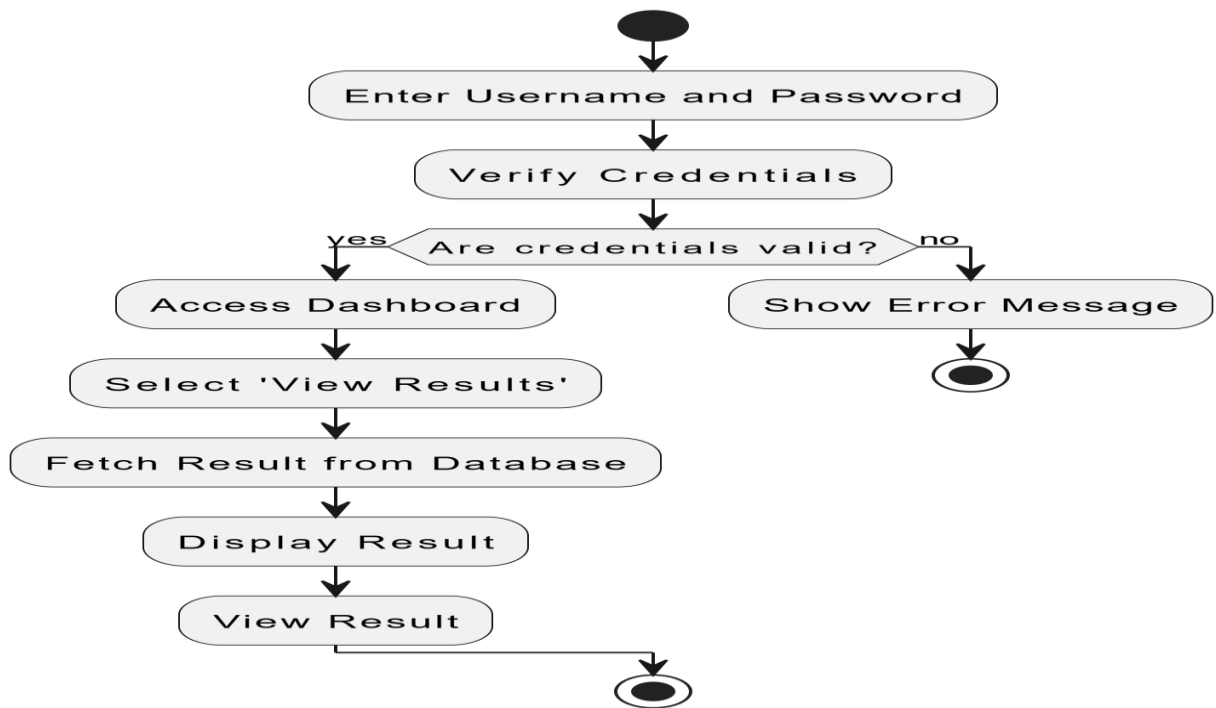 Enter Username and Password
Verify Credentials
yes
Are credentials valid?
no
Access Dashboard
Show Error Message
Select 'View Results'
Fetch Result from Database
Display Result
View Result